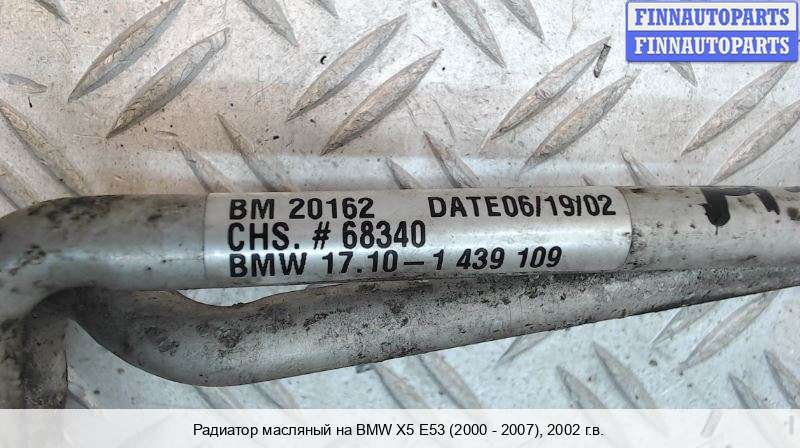 FINNAUTOPARTS
FINNAUTOPARTS
BM 20162 DATE06/19/02
CHS. # 68340
BMW 17.10-1 439 109
Радиатор масляный на BMW X5 E53 (2000 - 2007), 2002 г.в.